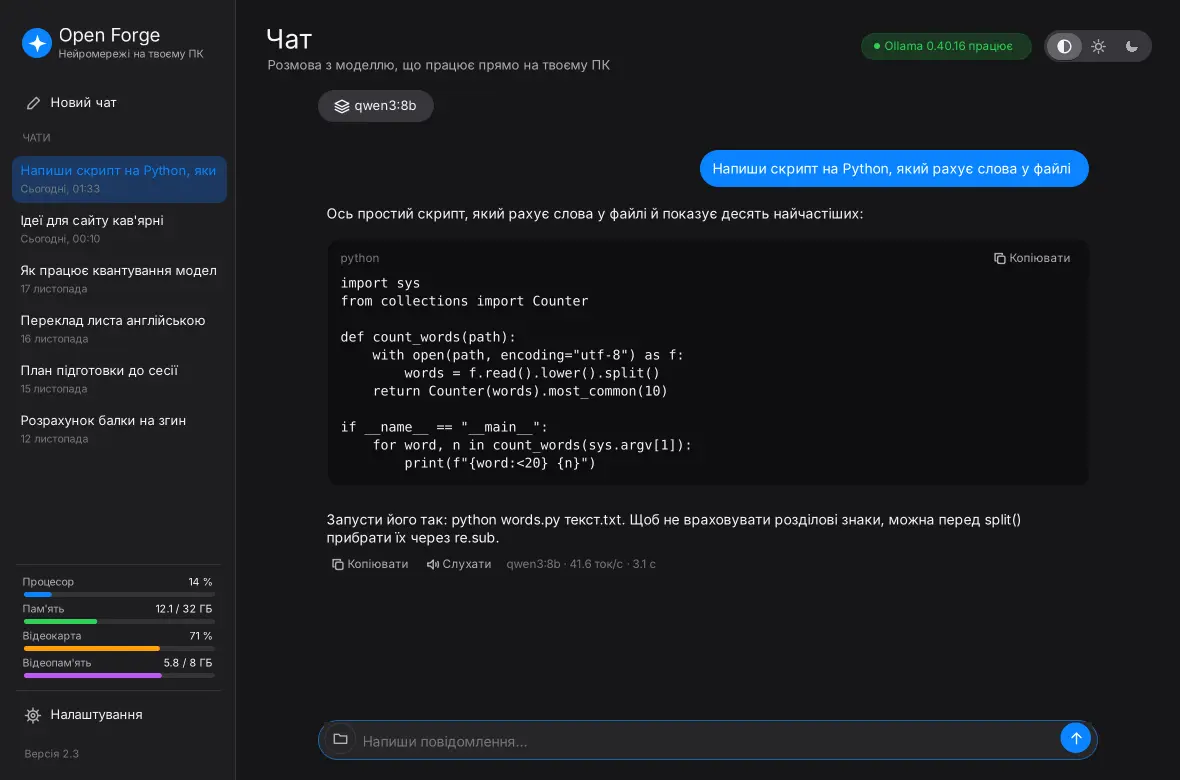 Open Forge
Нейромережі на твоєму ПК
Новий чат
ЧАТИ
Напиши скрипт на Python, яки
Сьогодні, 01:33
Ідеї для сайту кав'ярні
Сьогодні, 00:10
Як працює квантування модел
17 листопада
Переклад листа англійською
16 листопада
План підготовки до сесії
15 листопада
Розрахунок балки на згин
12 листопада
Процесор 14 %
Пам'ять 12.1 / 32 ГБ
Відеокарта 71 %
Відеопам'ять 5.8 / 8 ГБ
Налаштування
Версія 2.3
Чат
Розмова з моделлю, що працює прямо на твоєму ПК
Ollama 0.40.16 працює
qwen3:8b
Напиши скрипт на Python, який рахує слова у файлі
Ось простий скрипт, який рахує слова у файлі й показує десять найчастіших:
python Копіювати
import sys
from collections import Counter
def count_words(path):
    with open(path, encoding="utf-8") as f:
        words = f.read().lower().split()
    return Counter(words).most_common(10)
if __name__ == "__main__":
    for word, n in count_words(sys.argv[1]):
        print(f"{word:<20} {n}")
Запусти його так: python words.py текст.txt. Щоб не враховувати розділові знаки, можна перед split()
прибрати їх через re.sub.
Копіювати Слухати qwen3:8b · 41.6 ток/с · 3.1 с
Напиши повідомлення...